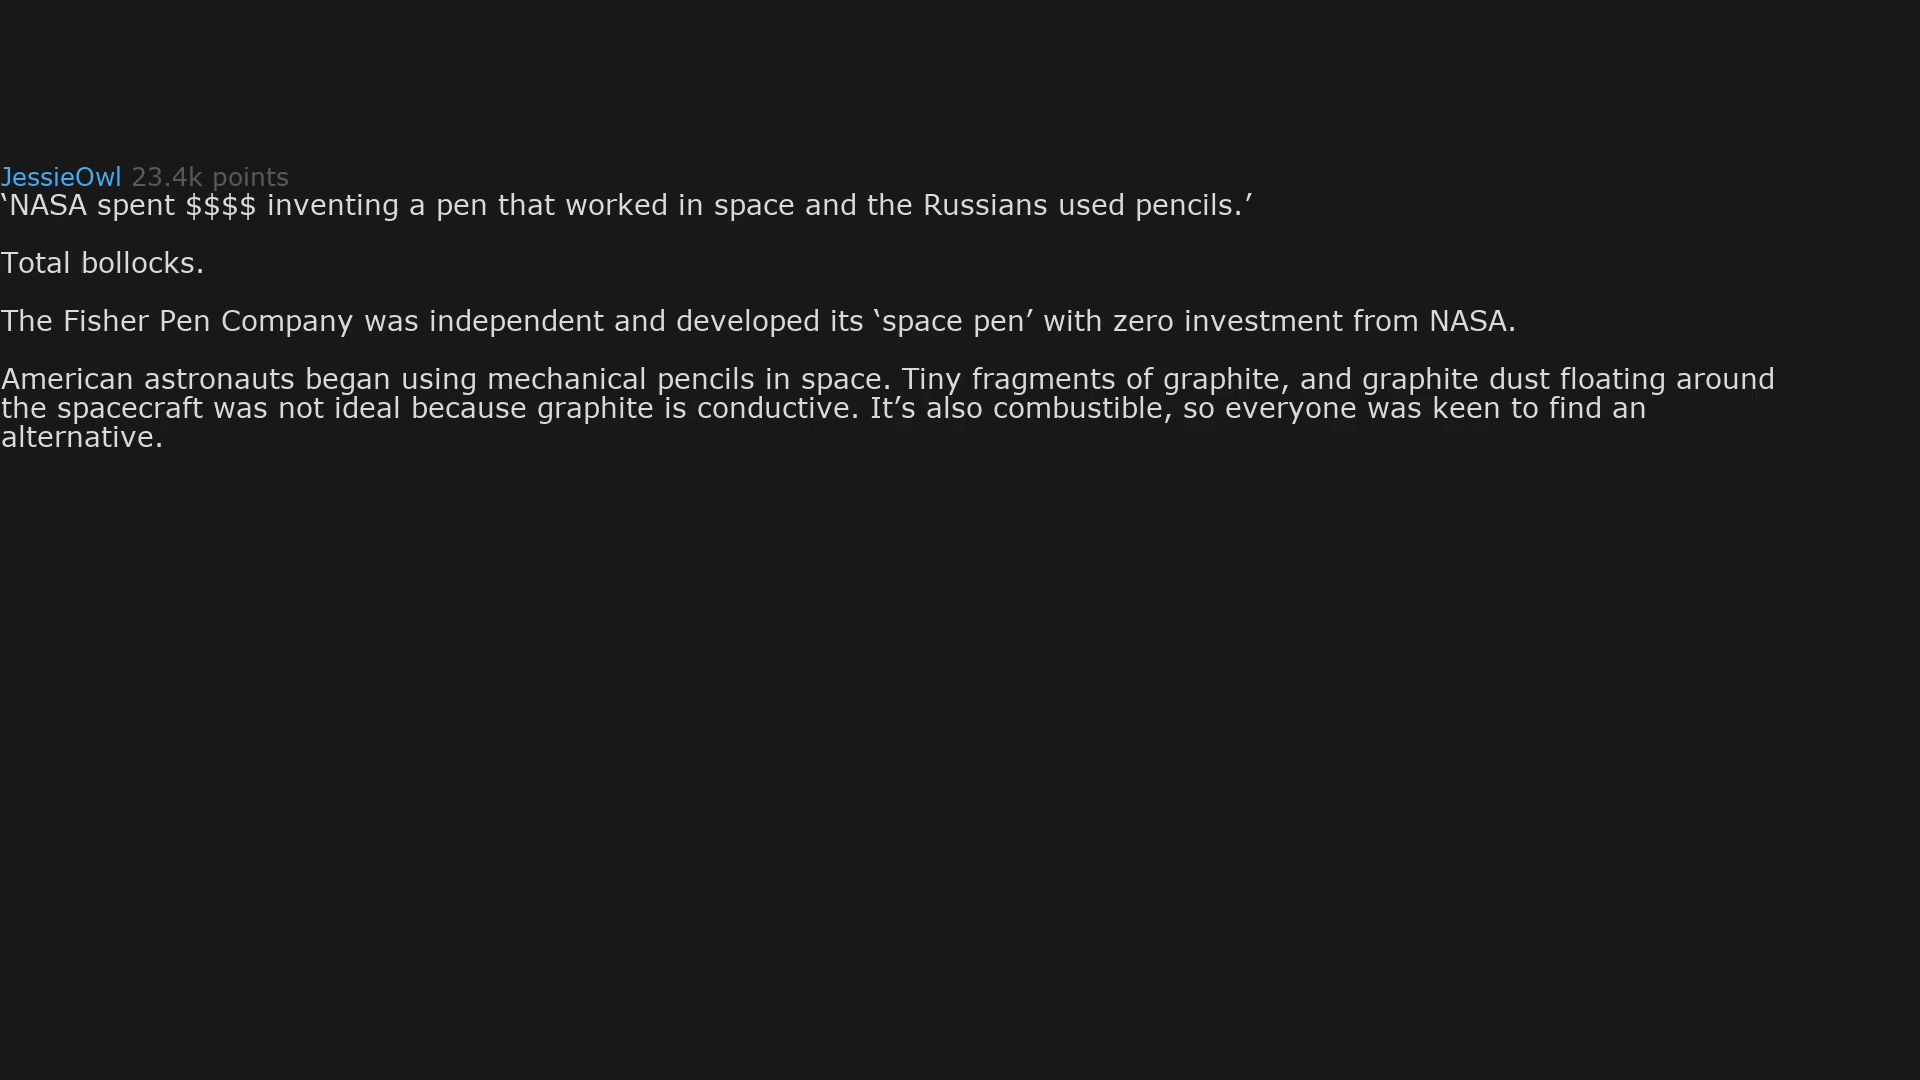 JessieOwl 23.4k points
‘NASA spent $$$$ inventing a pen that worked in space and the Russians used pencils.’
Total bollocks.
The Fisher Pen Company was independent and developed its ‘space pen’ with zero investment from NASA.
American astronauts began using mechanical pencils in space. Tiny fragments of graphite, and graphite dust floating around
the spacecraft was not ideal because graphite is conductive. It’s also combustible, so everyone was keen to find an
alternative.